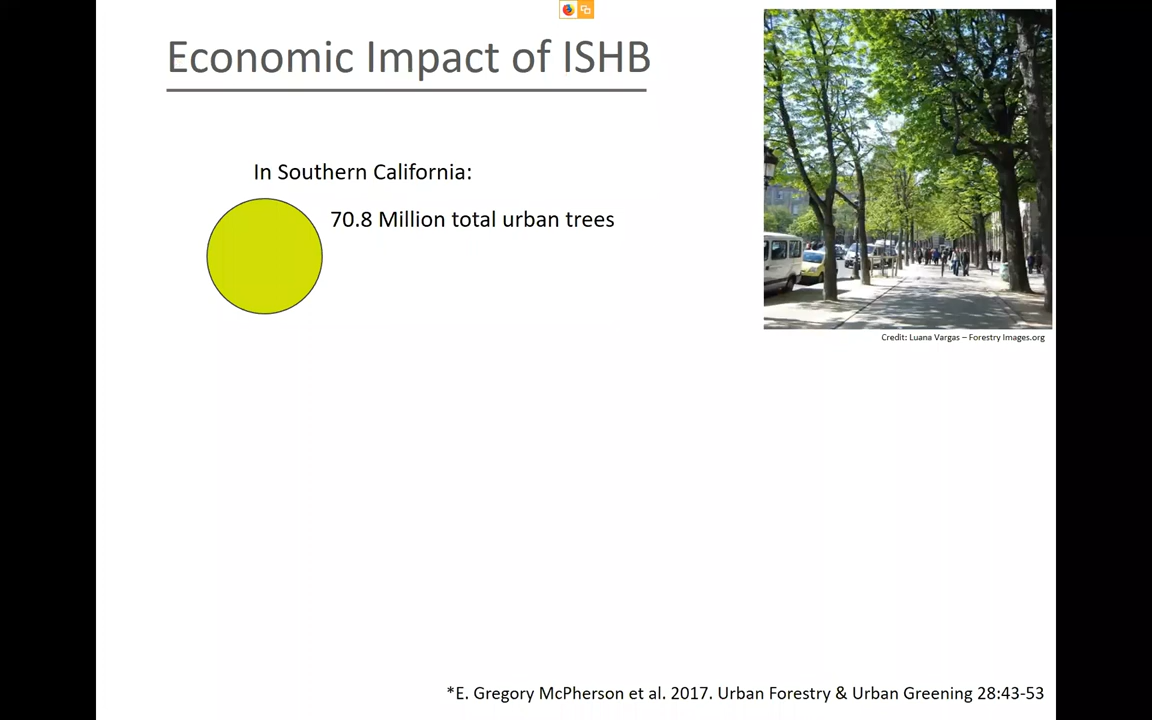 Economic Impact of ISHB
In Southern California:
70.8 Million total urban trees
Credit: Luana Vargas – Forestry Images.org
*E. Gregory McPherson et al. 2017. Urban Forestry & Urban Greening 28:43-53